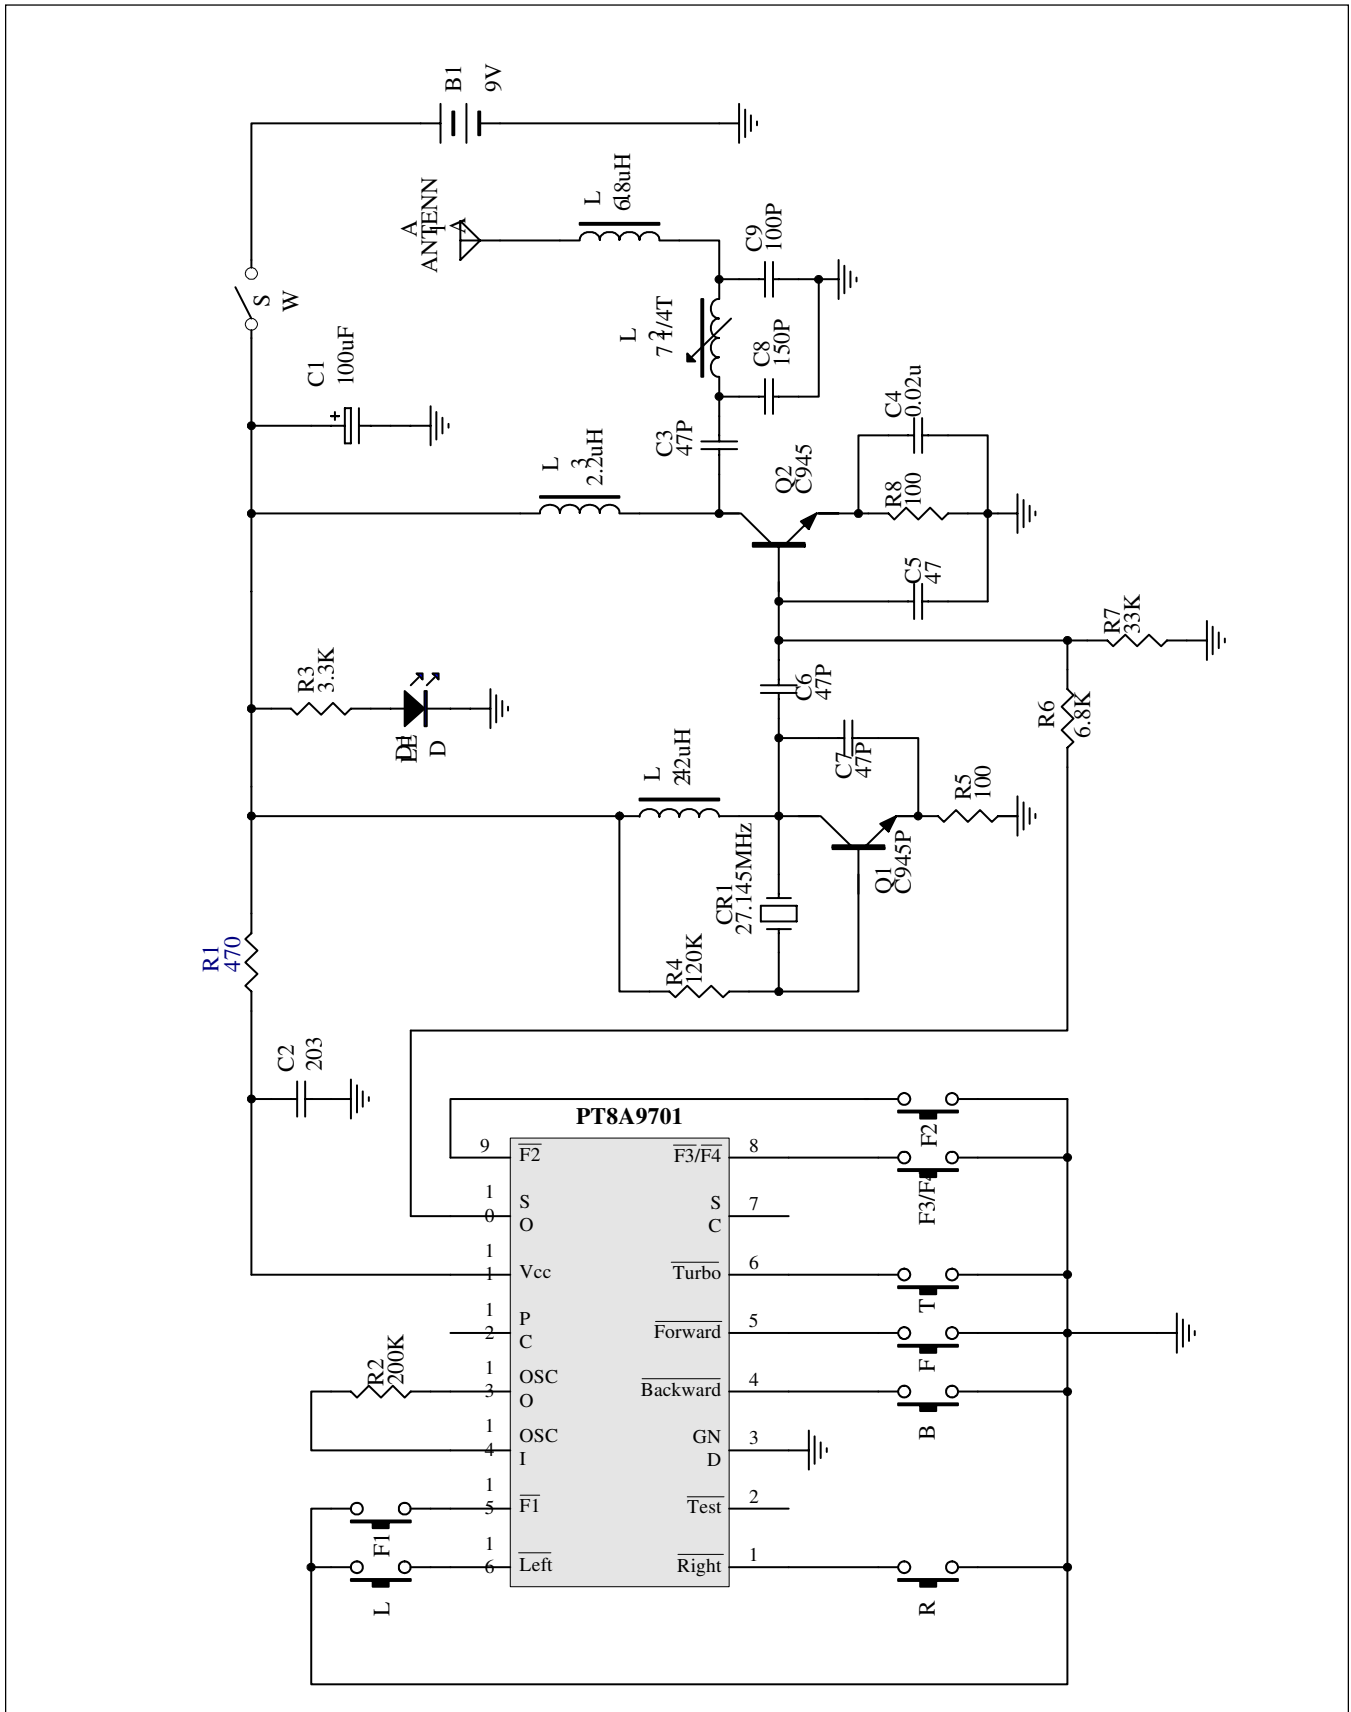 B1
9V
A
ANTENN
A
L
6.8uH
C9
100P
S
W
L
7 1/4T
C8
150P
C1
100uF
+
C4
0.02u
C3
47P
L
3
2.2uH
Q2
C945
R8
100
C5
47
R7
33K
R3
3.3K
C6
47P
R6
6.8K
D
L
242uH
C7
47P
R5
100
CR1
27.145MHz
Q1
C945P
R1
470
R4
120K
C2
203
PT8A9701
F2
9
F2
F3/F4
8
F3/F4
1
0
S
O
S
C
7
1
1
Vcc
Turbo
6
T
1
2
P
C
Forward
5
F
R2
200K
1
3
OSC
O
Backward
4
B
1
4
OSC
I
GN
D
3
F1
1
5
F1
Test
2
L
1
6
Left
Right
1
R